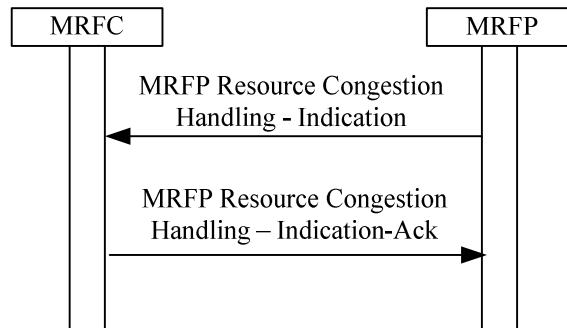 MRFC
MRFP
MRFP Resource Congestion
Handling - Indication
MRFP Resource Congestion
Handling – Indication-Ack